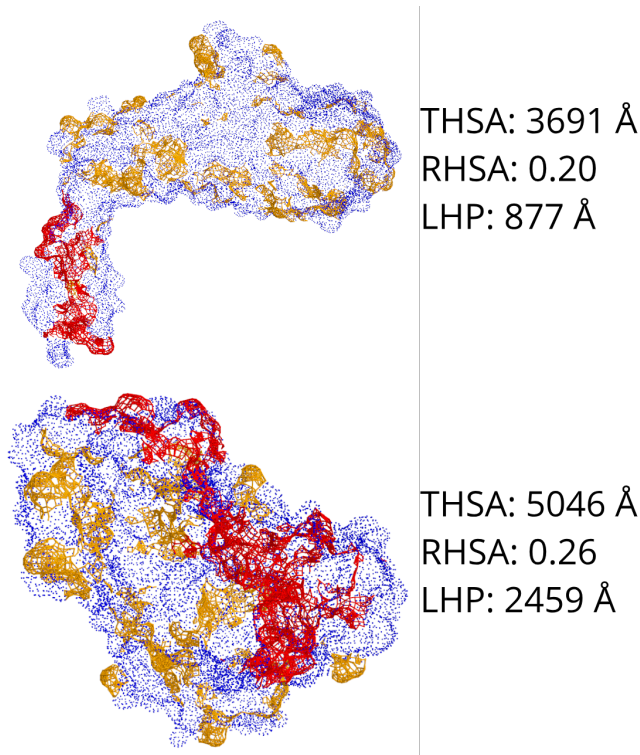 THSA: 3691 Å
RHSA: 0.20
LHP: 877 Å
THSA: 5046 Å
RHSA: 0.26
LHP: 2459 Å